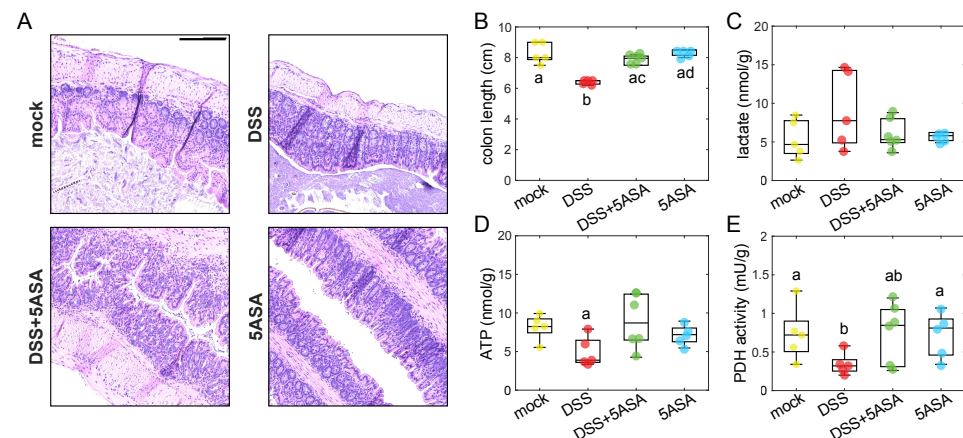 A
mock
DSS
DSS+5ASA
5ASA
B
colon length (cm)
10
8
6
4
2
0
a
b
ac
ad
mock
DSS
DSS+5ASA
5ASA
C
lactate (nmol/g)
20
15
10
5
0
mock
DSS
DSS+5ASA
5ASA
D
ATP (nmol/g)
20
15
10
5
0
a
mock
DSS
DSS+5ASA
5ASA
E
PDH activity (mU/g)
2
1.5
1
0.5
0
a
b
ab
a
mock
DSS
DSS+5ASA
5ASA